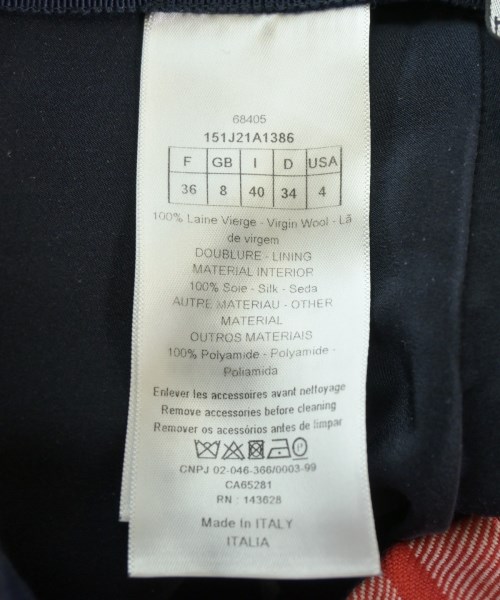 68405
151J21A1386
F GB I D USA
36 8 40 34 4
100% Laine Vierge - Virgin Wool - Lã
de virgem
DOUBLURE - LINING
MATERIAL INTERIOR
100% Soie - Silk - Seda
AUTRE MATERIAU - OTHER
MATERIAL
OUTROS MATERIAIS
100% Polyamide - Polyamide -
Poliamida
Enlever les accessoires avant nettoyage
Remove accessories before cleaning
Remover os acessórios antes de limpar
CNPJ 02-046-366/0003-99
CA65281
RN : 143628
Made In ITALY
ITALIA